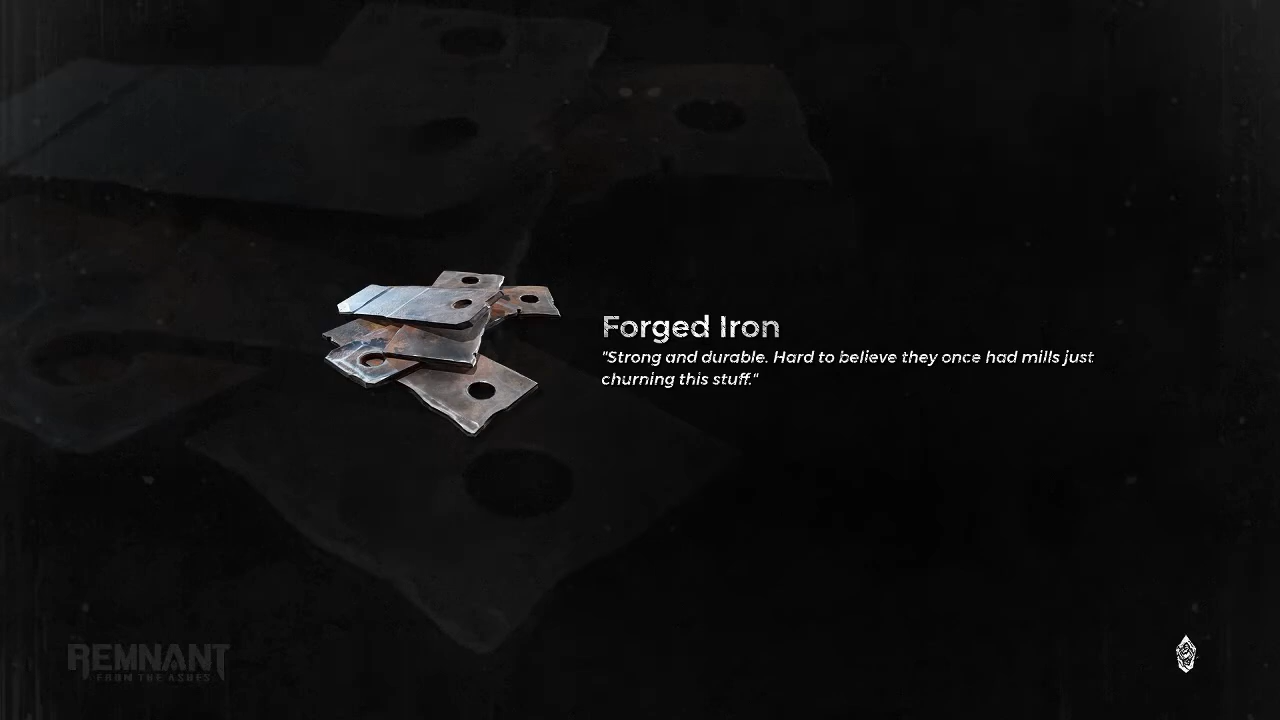 Forged Iron
"Strong and durable. Hard to believe they once had mills just
churning this stuff."
REMNANT
FROM THE ASHES